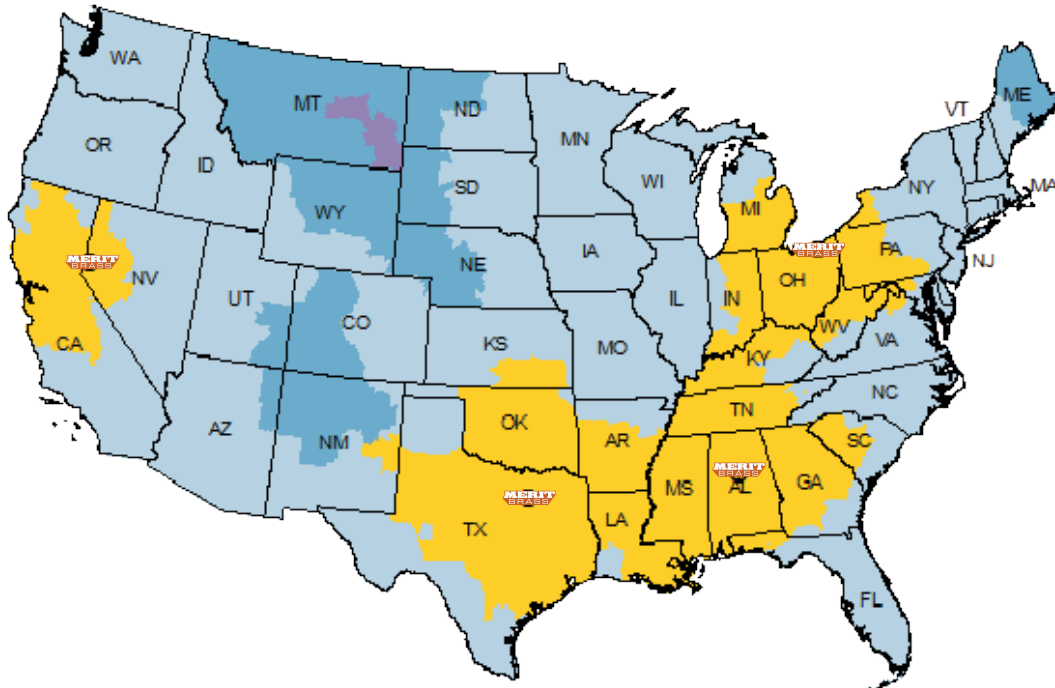 WA
MT
ND
MN
VT
ME
OR
ID
SD
WI
NY
MA
WY
MI
MERIT
BRASS
PA
NJ
MERIT
BRASS
NV
UT
NE
IA
IL
IN
OH
CA
CO
KS
MO
WV
VA
KY
AZ
NM
OK
AR
TN
NC
SC
MERIT
BRASS
MERIT
BRASS
TX
LA
MS
AL
GA
FL